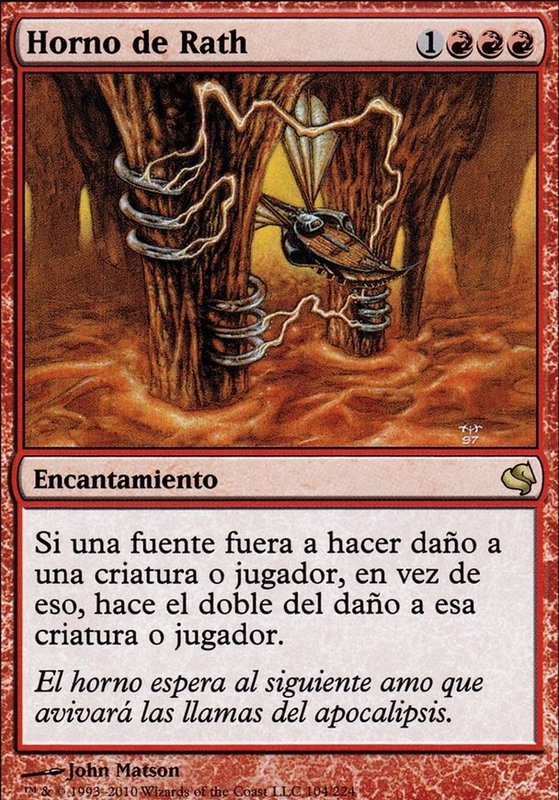 Horno de Rath 1
97
Encantamiento
Si una fuente fuera a hacer daño a
una criatura o jugador, en vez de
eso, hace el doble del daño a esa
criatura o jugador.
El horno espera al siguiente amo que
avivará las llamas del apocalipsis.
John Matson
™ & © 1993–2010 Wizards of the Coast LLC 104/224